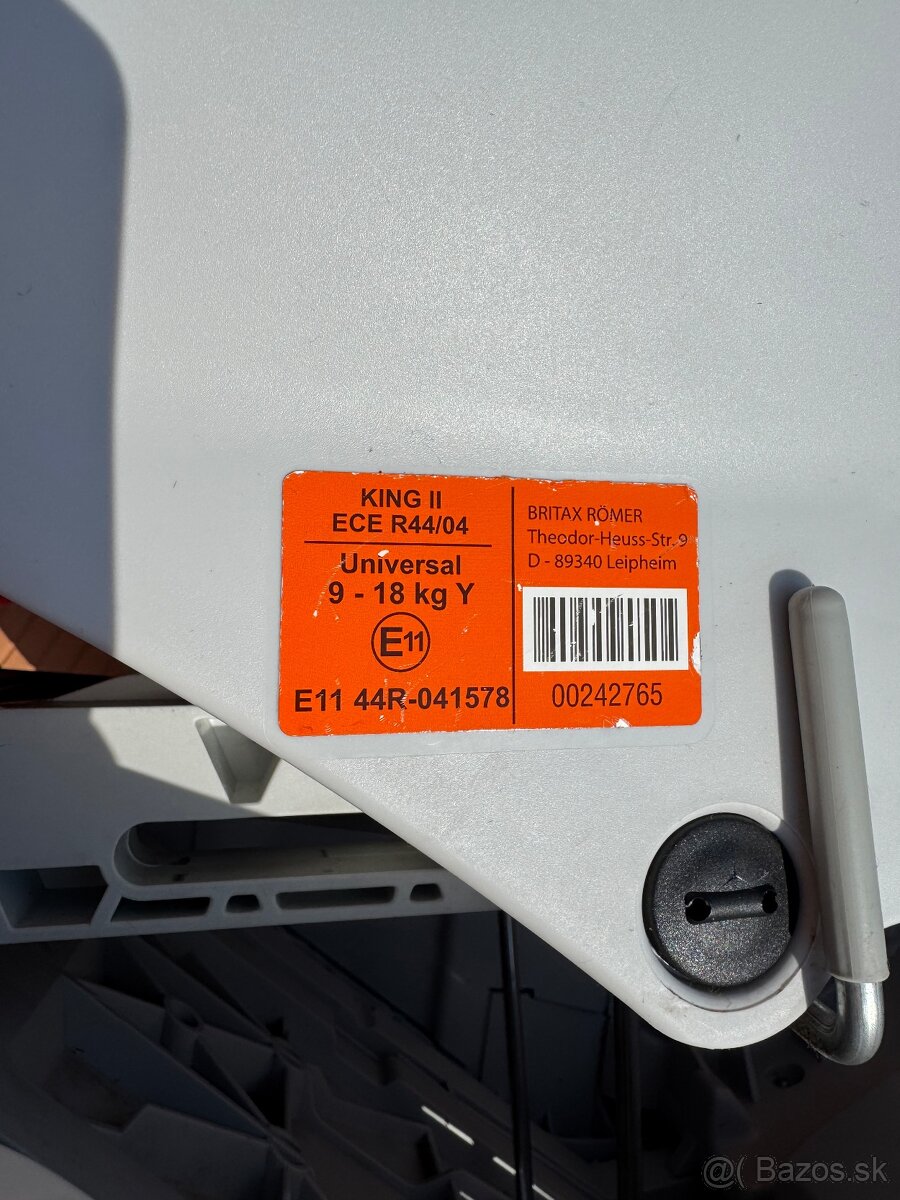 KING II
ECE R44/04
Universal
9 - 18 kg Y
E11
E11 44R-041578
BRITAX RÖMER
Theodor-Heuss-Str. 9
D - 89340 Leipheim
00242765
@( Bazos.sk